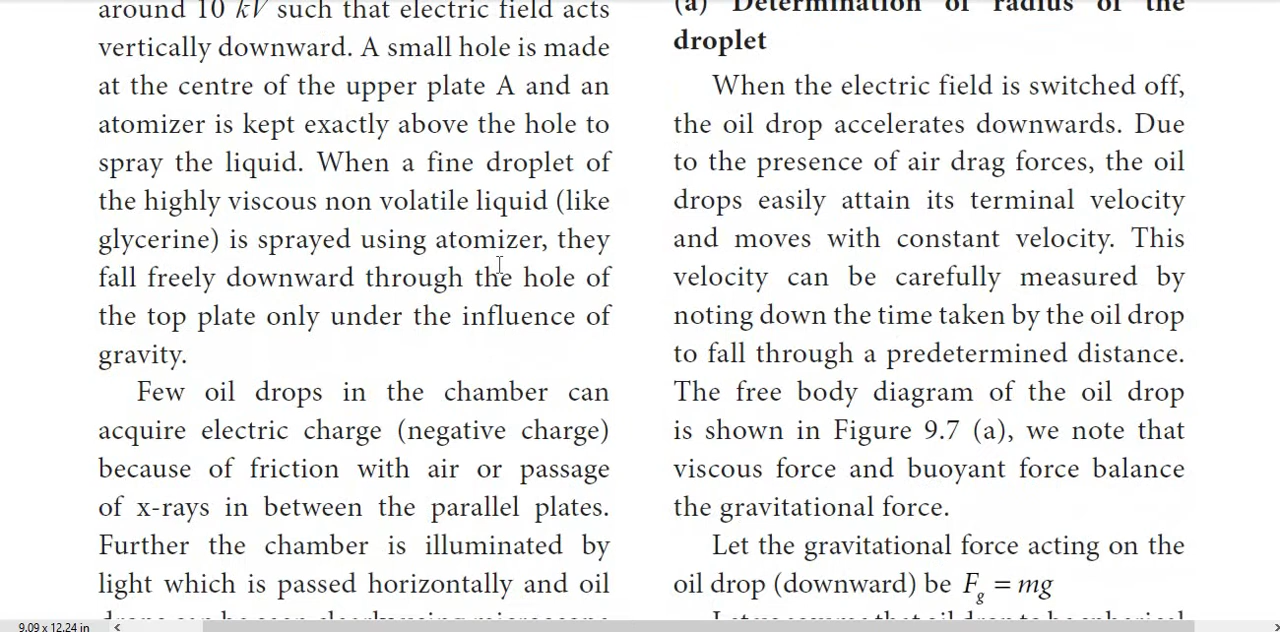 around 10 kV such that electric field acts
vertically downward. A small hole is made
at the centre of the upper plate A and an
atomizer is kept exactly above the hole to
spray the liquid. When a fine droplet of
the highly viscous non volatile liquid (like
glycerine) is sprayed using atomizer, they
fall freely downward through the hole of
the top plate only under the influence of
gravity.
Few oil drops in the chamber can
acquire electric charge (negative charge)
because of friction with air or passage
of x-rays in between the parallel plates.
Further the chamber is illuminated by
light which is passed horizontally and oil
(a) Determination of radius of the
droplet
When the electric field is switched off,
the oil drop accelerates downwards. Due
to the presence of air drag forces, the oil
drops easily attain its terminal velocity
and moves with constant velocity. This
velocity can be carefully measured by
noting down the time taken by the oil drop
to fall through a predetermined distance.
The free body diagram of the oil drop
is shown in Figure 9.7 (a), we note that
viscous force and buoyant force balance
the gravitational force.
Let the gravitational force acting on the
oil drop (downward) be F_g = mg
9.09 x 12.24 in